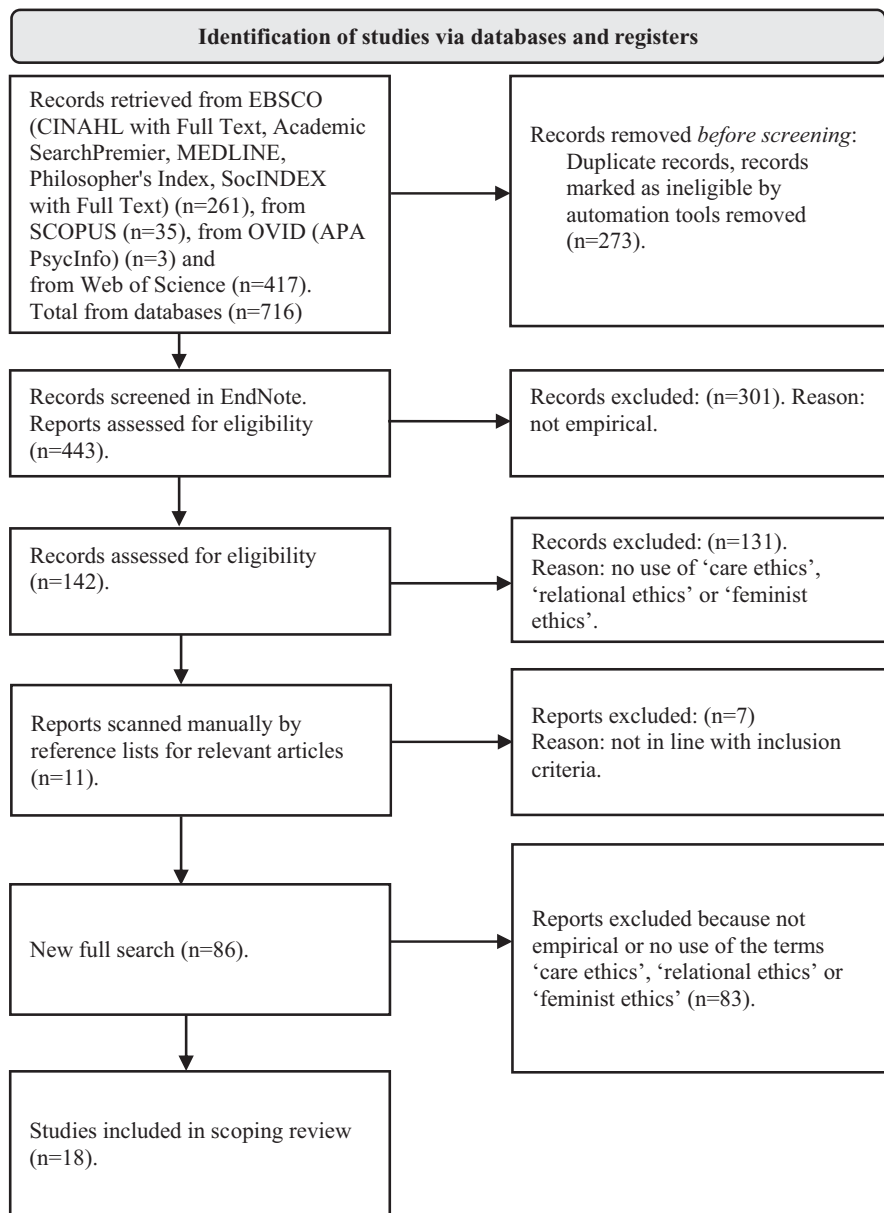 Identification of studies via databases and registers
Records retrieved from EBSCO
(CINAHL with Full Text, Academic
SearchPremier, MEDLINE,
Philosopher's Index, SocINDEX
with Full Text) (n=261), from
SCOPUS (n=35), from OVID (APA
PsycInfo) (n=3) and
from Web of Science (n=417).
Total from databases (n=716)
Records removed before screening:
Duplicate records, records
marked as ineligible by
automation tools removed
(n=273).
Records screened in EndNote.
Reports assessed for eligibility
(n=443).
Records excluded: (n=301). Reason:
not empirical.
Records assessed for eligibility
(n=142).
Records excluded: (n=131).
Reason: no use of ‘care ethics’,
‘relational ethics’ or ‘feminist
ethics’.
Reports scanned manually by
reference lists for relevant articles
(n=11).
Reports excluded: (n=7)
Reason: not in line with inclusion
criteria.
New full search (n=86).
Reports excluded because not
empirical or no use of the terms
‘care ethics’, ‘relational ethics’ or
‘feminist ethics’ (n=83).
Studies included in scoping review
(n=18).